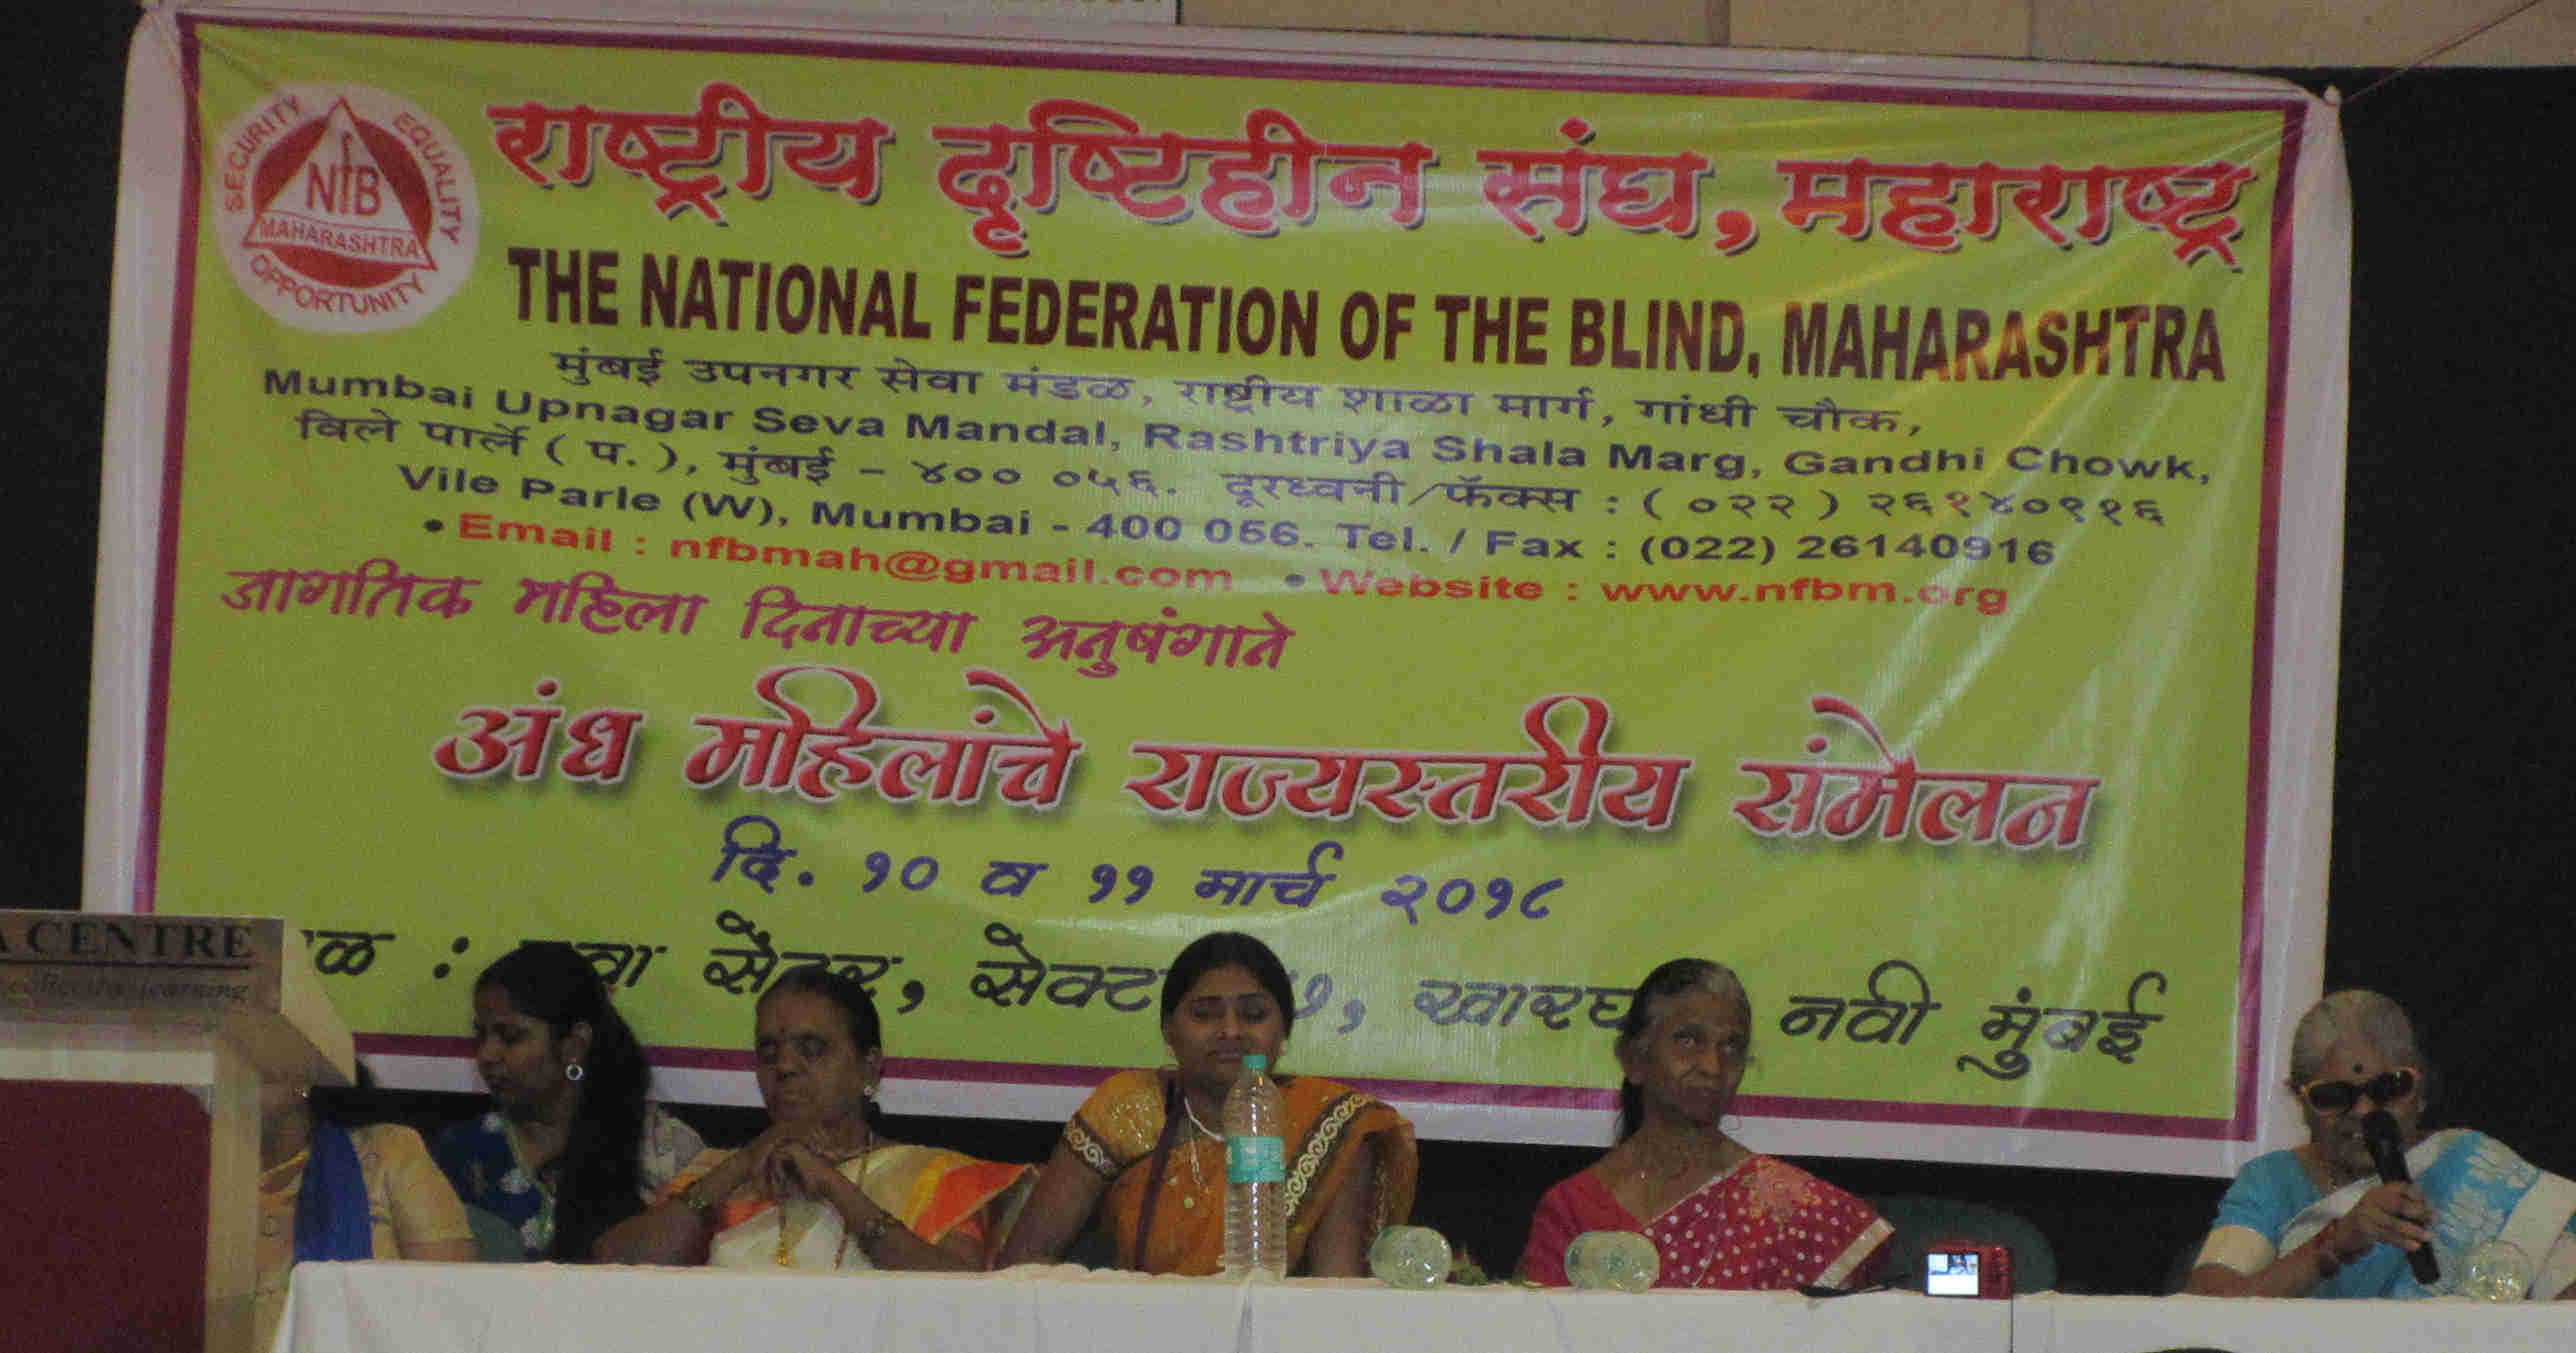 SECURITY EQUALITY OPPORTUNITY
NfB
MAHARASHTRA
राष्ट्रीय दृष्टिहीन संघ, महाराष्ट्र
THE NATIONAL FEDERATION OF THE BLIND, MAHARASHTRA
मुंबई उपनगर सेवा मंडळ, राष्ट्रीय शाळा मार्ग, गांधी चौक,
Mumbai Upnagar Seva Mandal, Rashtriya Shala Marg, Gandhi Chowk,
विले पार्ले ( प. ), मुंबई - ४०० ०५६. दूरध्वनी/फॅक्स : ( ०२२ ) २६१४०९१६
Vile Parle (W), Mumbai - 400 056. Tel. / Fax : (022) 26140916
• Email : nfbmah@gmail.com • Website : www.nfbm.org
जागतिक महिला दिनाच्या अनुषंगाने
अंध महिलांचे राज्यस्तरीय संमेलन
दि. १० व ११ मार्च २०१८
सेंटर, नवी मुंबई
CENTRE
learning